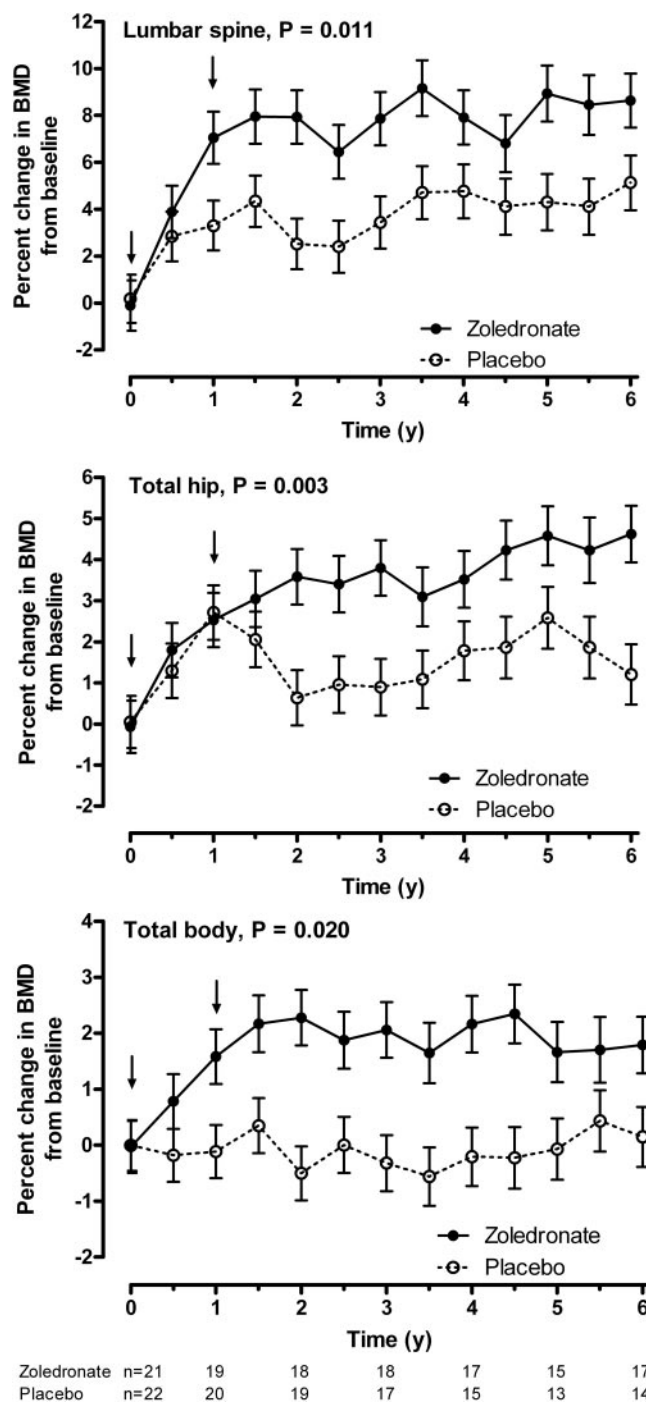 Lumbar spine, P = 0.011
Percent change in BMD
from baseline
12
10
8
6
4
2
0
-2
Zoledronate
Placebo
0 1 2 3 4 5 6
Time (y)
Total hip, P = 0.003
Percent change in BMD
from baseline
6
5
4
3
2
1
0
-1
-2
Zoledronate
Placebo
0 1 2 3 4 5 6
Time (y)
Total body, P = 0.020
Percent change in BMD
from baseline
4
3
2
1
0
-1
-2
Zoledronate
Placebo
0 1 2 3 4 5 6
Time (y)
Zoledronate n=21 19 18 18 17 15 17
Placebo n=22 20 19 17 15 13 14